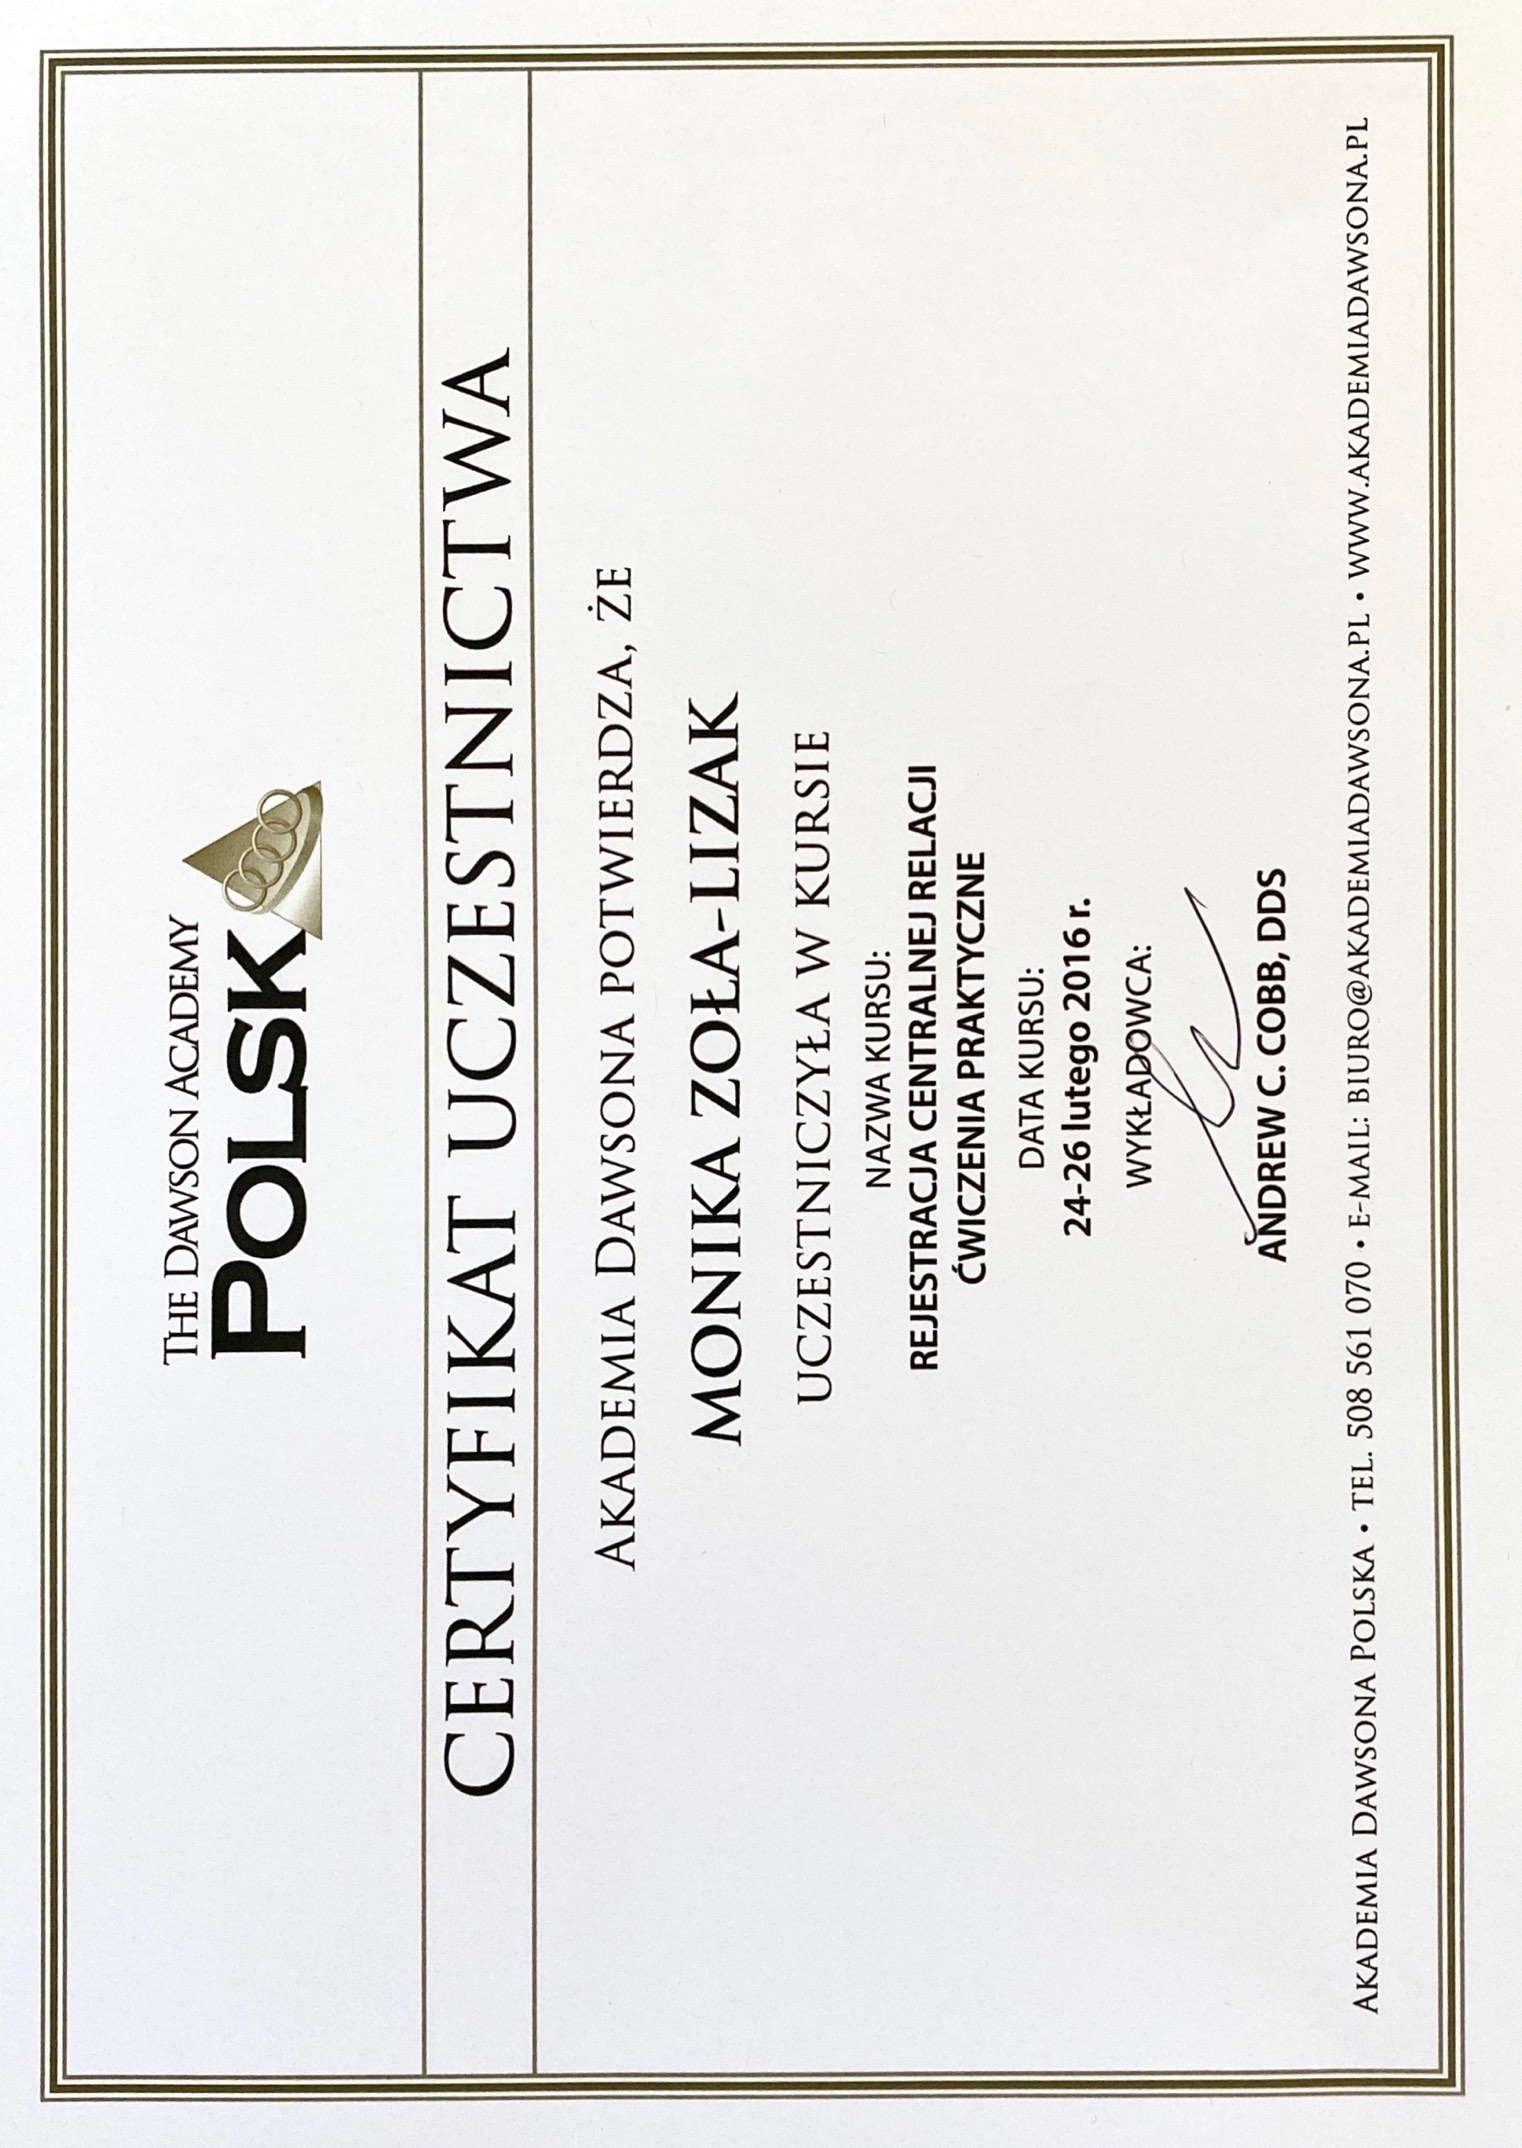 THE DAWSON ACADEMY
POLSK
CERTYFIKAT UCZESTNICTWA
AKADEMIA DAWSONA POTWIERDZA, ŻE
MONIKA ZOŁA-LIZAK
UCZESTNICZYŁA W KURSIE
NAZWA KURSU:
REJESTRACJA CENTRALNEJ RELACJI
ĆWICZENIA PRAKTYCZNE
DATA KURSU:
24-26 lutego 2016 r.
WYKŁADOWCA:
ANDREW C. COBB, DDS
AKADEMIA DAWSONA POLSKA • TEL. 508 561 070 • E-MAIL: BIURO@AKADEMIADAWSONA.PL • WWW.AKADEMIADAWSONA.PL